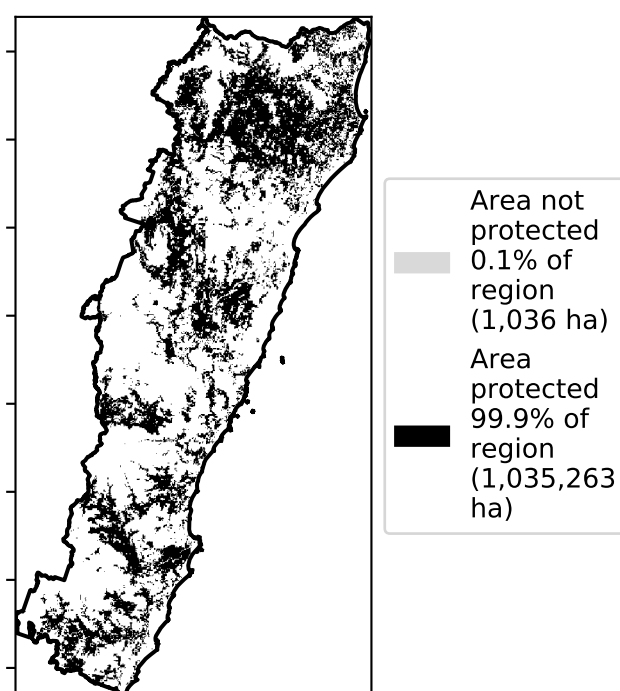 Area not
protected
0.1% of
region
(1,036 ha)
Area
protected
99.9% of
region
(1,035,263
ha)